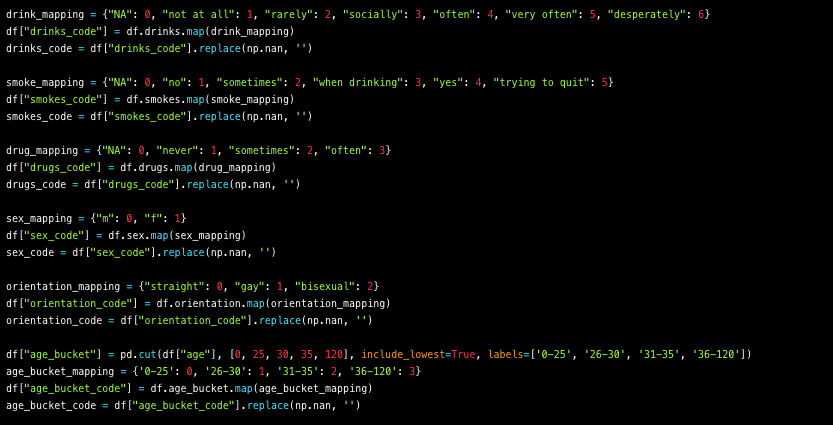 drink_mapping = {"NA": 0, "not at all": 1, "rarely": 2, "socially": 3, "often": 4, "very often": 5, "desperately": 6}
df["drinks_code"] = df.drinks.map(drink_mapping)
drinks_code = df["drinks_code"].replace(np.nan, '')

smoke_mapping = {"NA": 0, "no": 1, "sometimes": 2, "when drinking": 3, "yes": 4, "trying to quit": 5}
df["smokes_code"] = df.smokes.map(smoke_mapping)
smokes_code = df["smokes_code"].replace(np.nan, '')

drug_mapping = {"NA": 0, "never": 1, "sometimes": 2, "often": 3}
df["drugs_code"] = df.drugs.map(drug_mapping)
drugs_code = df["drugs_code"].replace(np.nan, '')

sex_mapping = {"m": 0, "f": 1}
df["sex_code"] = df.sex.map(sex_mapping)
sex_code = df["sex_code"].replace(np.nan, '')

orientation_mapping = {"straight": 0, "gay": 1, "bisexual": 2}
df["orientation_code"] = df.orientation.map(orientation_mapping)
orientation_code = df["orientation_code"].replace(np.nan, '')

df["age_bucket"] = pd.cut(df["age"], [0, 25, 30, 35, 120], include_lowest=True, labels=['0-25', '26-30', '31-35', '36-120'])
age_bucket_mapping = {'0-25': 0, '26-30': 1, '31-35': 2, '36-120': 3}
df["age_bucket_code"] = df.age_bucket.map(age_bucket_mapping)
age_bucket_code = df["age_bucket_code"].replace(np.nan, '')